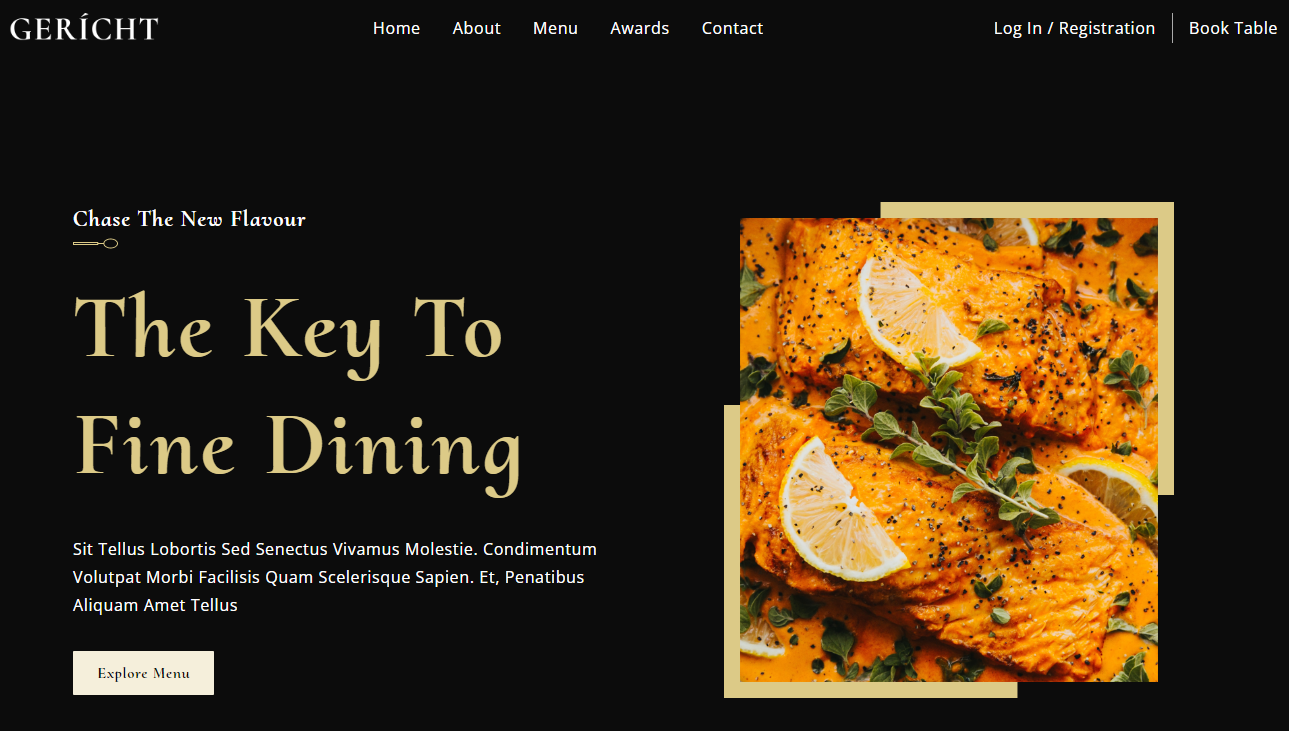 GERÍCHT
Home About Menu Awards Contact
Log In / Registration Book Table
Chase The New Flavour
The Key To
Fine Dining
Sit Tellus Lobortis Sed Senectus Vivamus Molestie. Condimentum
Volutpat Morbi Facilisis Quam Scelerisque Sapien. Et, Penatibus
Aliquam Amet Tellus
Explore Menu